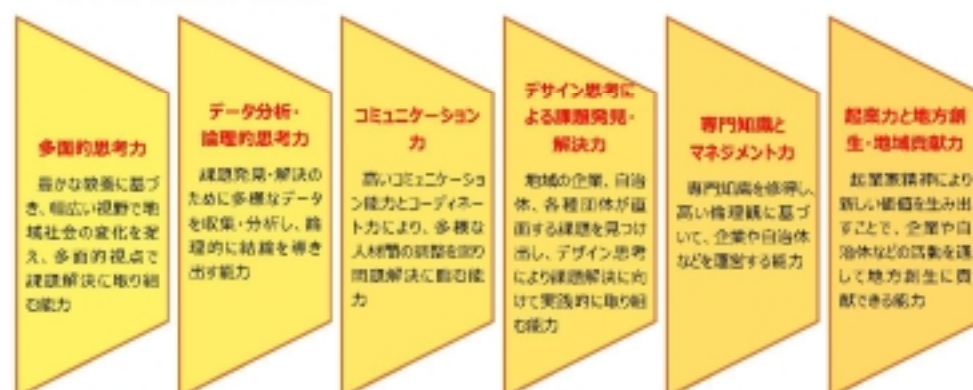 多面的思考力
豊かな教養に基づ
き、幅広い視野で地
域社会の変化を捉
え、多面的視点で
課題解決に取り組
む能力
データ分析・
論理的思考力
課題発見・解決の
ために多様なデータ
を収集・分析し、論
理的に結論を導き
出す能力
コミュニケーション
力
高いコミュニケーショ
ン能力とコーディネー
ト力により、多様な
人材間の調整を図り
問題解決に臨む能
力
デザイン思考に
よる課題発見・
解決力
地域の企業、自治
体、各種団体が直
面する課題を見つけ
出し、デザイン思考
により課題解決に向
けて実践的に取り組
む能力
専門知識と
マネジメント力
専門知識を修得し、
高い倫理観に基づ
いて、企業や自治体
などを運営する能力
起業力と地方創
生・地域貢献力
起業家精神により
新しい価値を生み出
すことで、企業や自
治体などの活動を通
して地方創生に貢
献できる能力